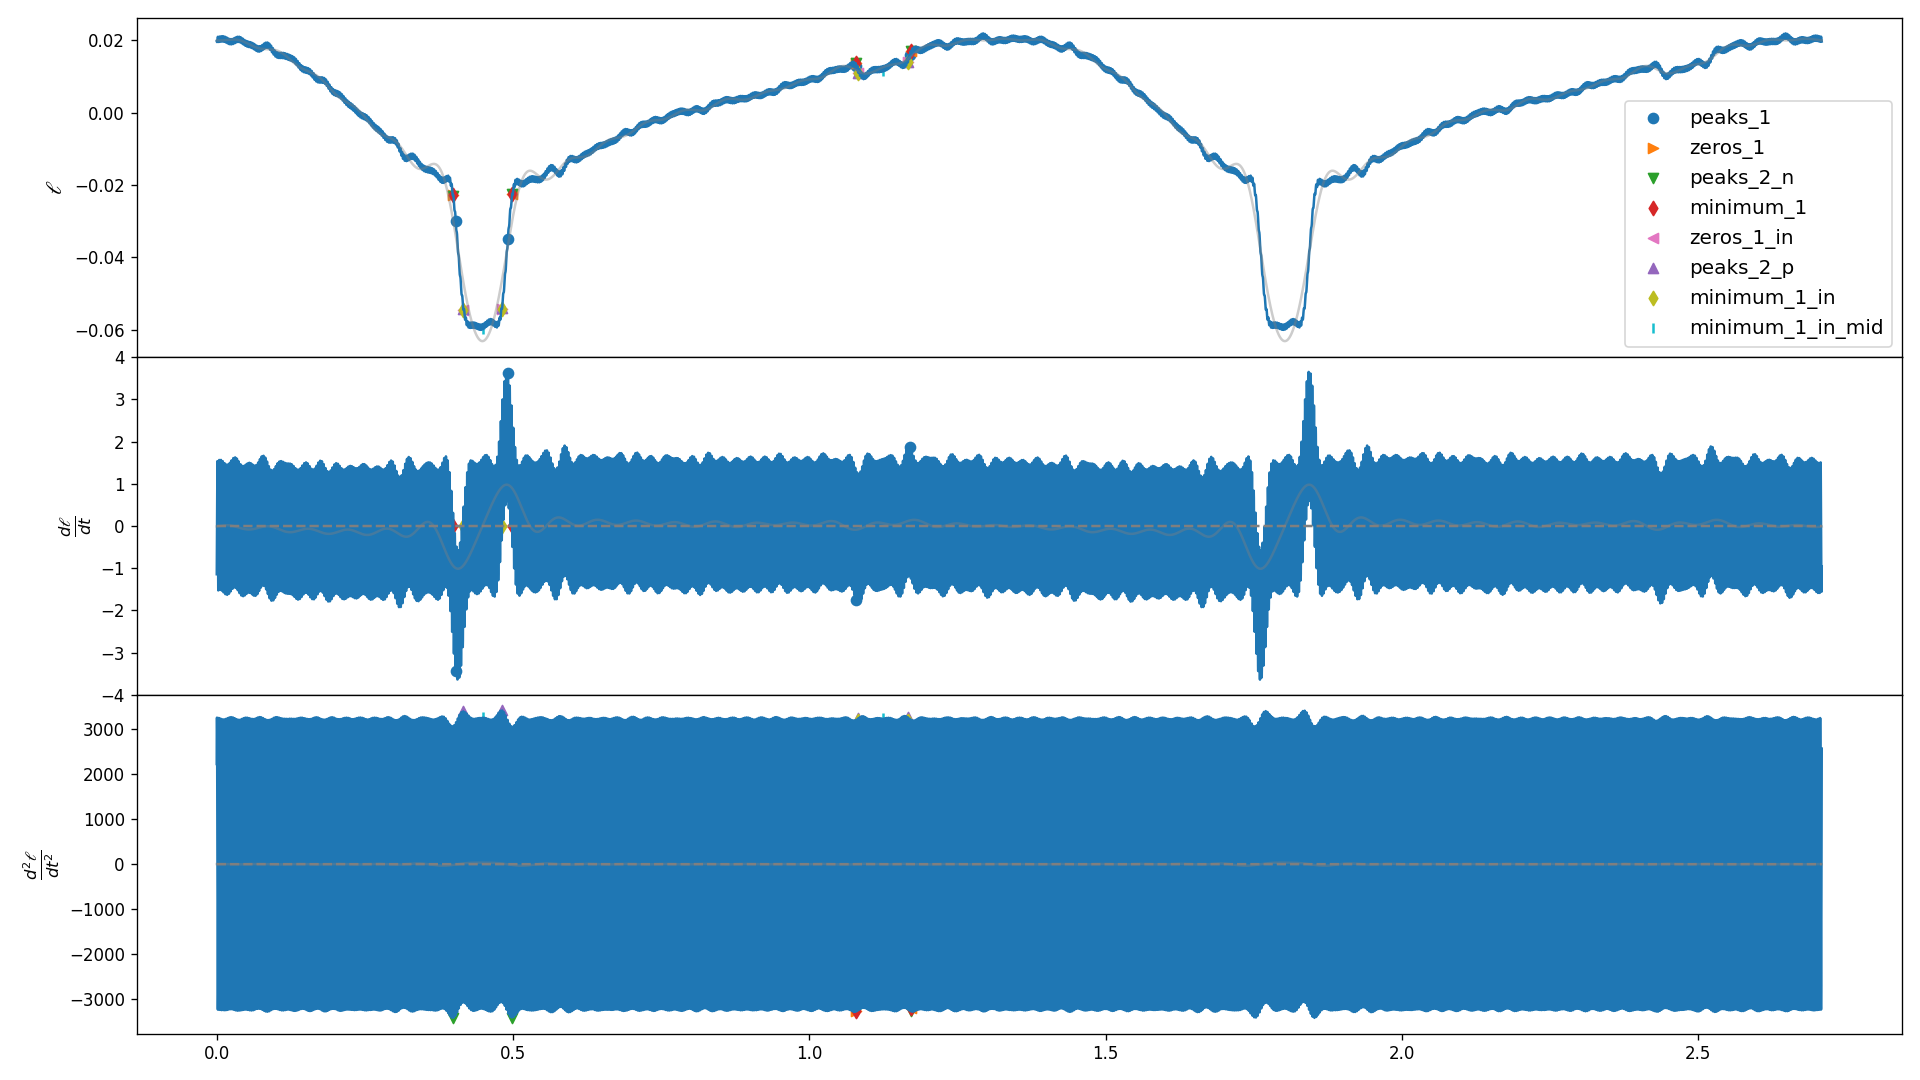 0.02
0.00
−0.02
−0.04
−0.06
ℓ
peaks_1
zeros_1
peaks_2_n
minimum_1
zeros_1_in
peaks_2_p
minimum_1_in
minimum_1_in_mid
4
3
2
1
0
−1
−2
−3
−4
dℓ
dt
3000
2000
1000
0
−1000
−2000
−3000
d²ℓ
dt²
0.0 0.5 1.0 1.5 2.0 2.5